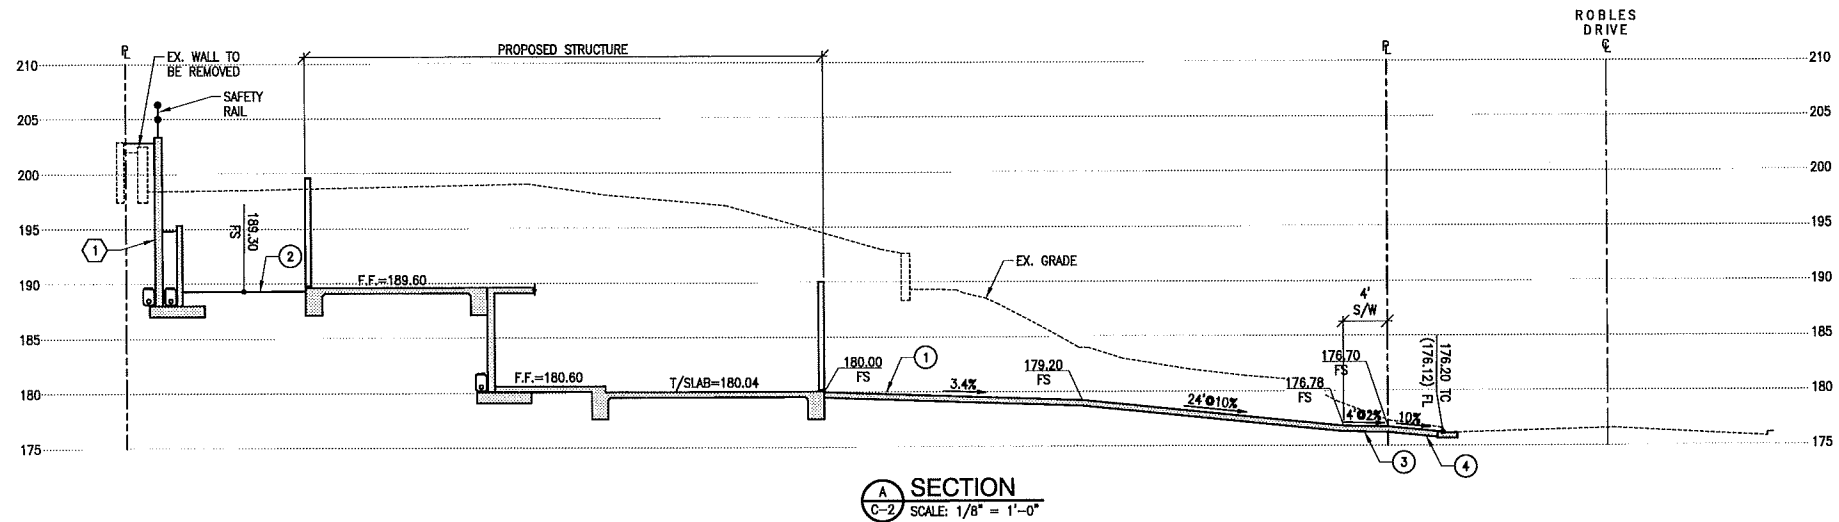 ROBLES
DRIVE
℄
PL
PL
PROPOSED STRUCTURE
EX. WALL TO
BE REMOVED
SAFETY
RAIL
210
210
205
205
200
200
195
195
190
190
185
185
180
180
175
175
1
189.30
FS
2
F.F.=189.60
EX. GRADE
4'
S/W
F.F.=180.60
T/SLAB=180.04
180.00
FS
1
3.4%
179.20
FS
24'@10%
176.78
FS
176.70
FS
4'@2%
10%
176.20 TC
(176.12) FL
3
4
A
C-2
SECTION
SCALE: 1/8" = 1'-0"